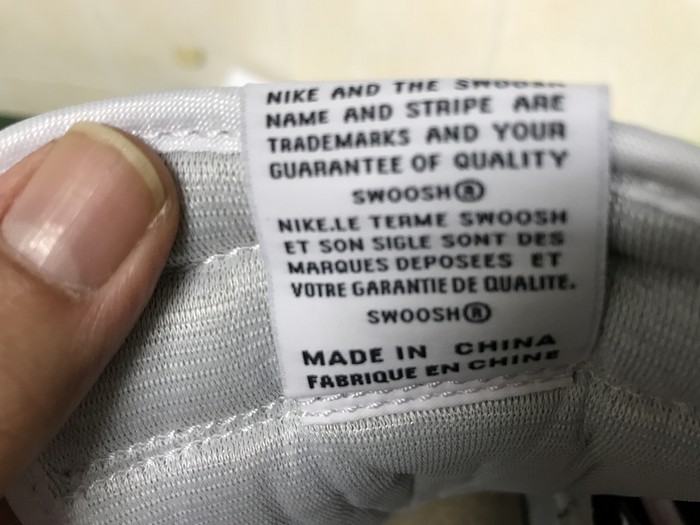 NIKE AND THE SWOOSH
NAME AND STRIPE ARE
TRADEMARKS AND YOUR
GUARANTEE OF QUALITY
SWOOSH®
NIKE.LE TERME SWOOSH
ET SON SIGLE SONT DES
MARQUES DEPOSEES ET
VOTRE GARANTIE DE QUALITE.
SWOOSH®
MADE IN CHINA
FABRIQUE EN CHINE